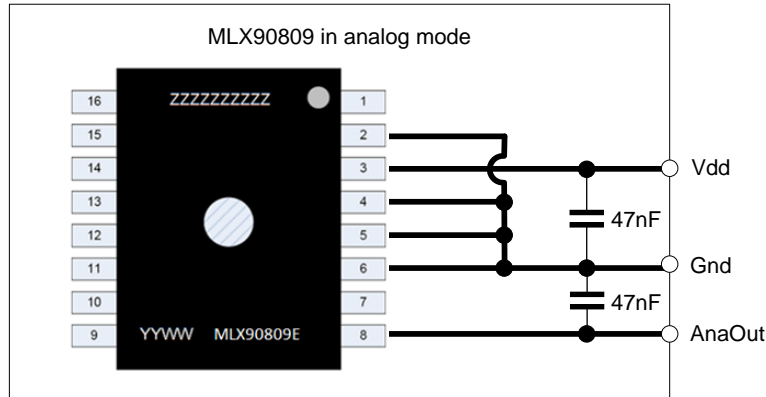 MLX90809 in analog mode
ZZZZZZZZZZ
16 1
15 2
14 3
Vdd
13 4
47nF
12 5
11 6
Gnd
10 7
47nF
9 YYWW MLX90809E 8
AnaOut